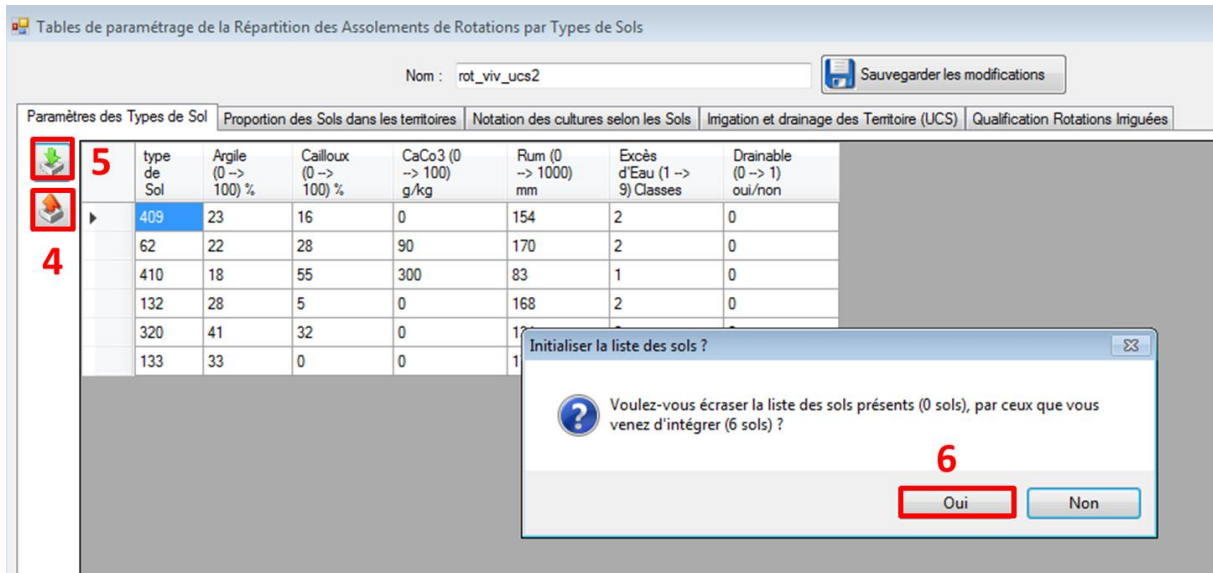 Tables de paramétrage de la Répartition des Assolements de Rotations par Types de Sols
Nom : rot_viv_ucs2 Sauvegarder les modifications
Paramètres des Types de Sol Proportion des Sols dans les territoires Notation des cultures selon les Sols Irrigation et drainage des Territoire (UCS) Qualification Rotations Irriguées
5
4
type de Sol Argile (0 --> 100) % Cailloux (0 --> 100) % CaCo3 (0 --> 100) g/kg Rum (0 --> 1000) mm Excès d'Eau (1 --> 9) Classes Drainable (0 --> 1) oui/non
409 23 16 0 154 2 0
62 22 28 90 170 2 0
410 18 55 300 83 1 0
132 28 5 0 168 2 0
320 41 32 0
133 33 0 0
Initialiser la liste des sols ?
Voulez-vous écraser la liste des sols présents (0 sols), par ceux que vous
venez d'intégrer (6 sols) ?
6
Oui Non